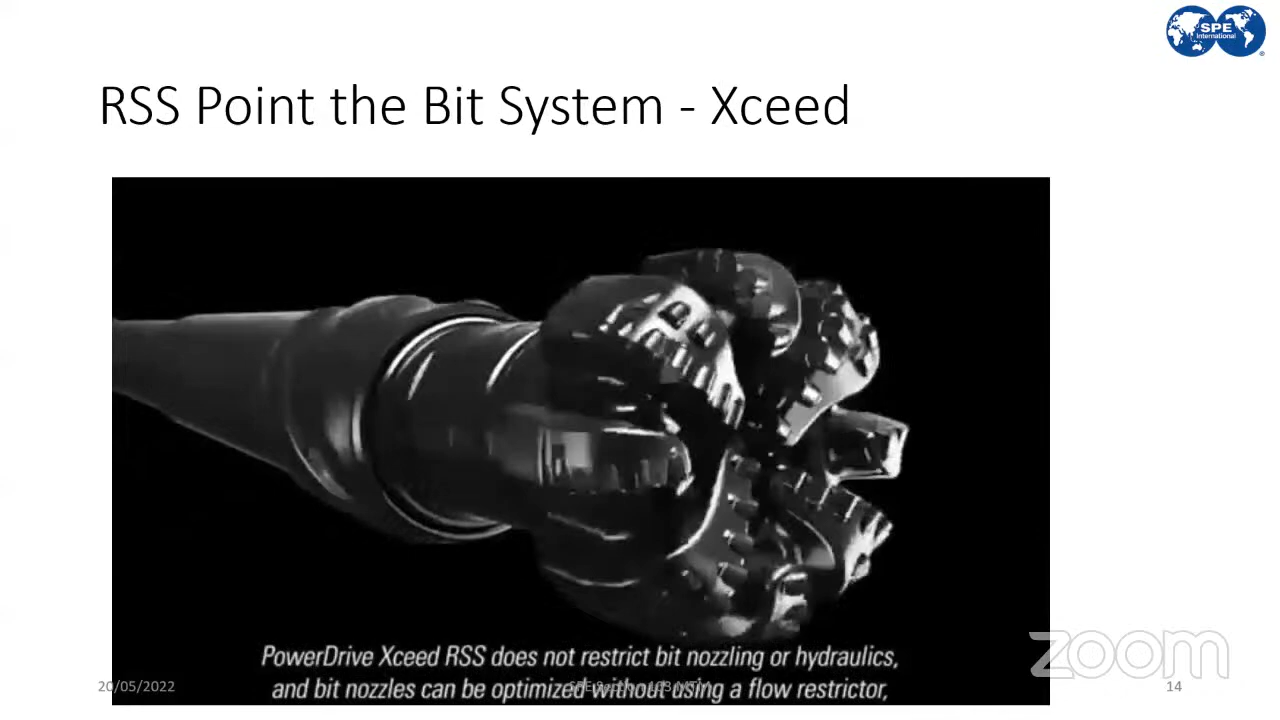 SPE
International
RSS Point the Bit System - Xceed
PowerDrive Xceed RSS does not restrict bit nozzling or hydraulics,
and bit nozzles can be optimized without using a flow restrictor,
20/05/2022
14
zoom